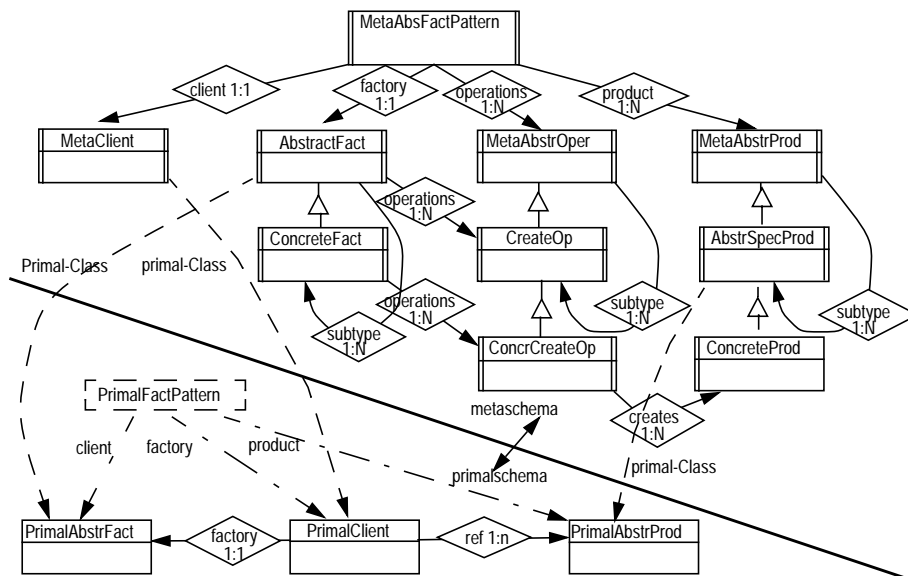 MetaAbsFactPattern
client 1:1
factory
1:1
operations
1:N
product
1:N
MetaClient
AbstractFact
MetaAbstrOper
MetaAbstrProd
operations
1:N
ConcreteFact
CreateOp
AbstrSpecProd
Primal-Class
primal-Class
operations
1:N
subtype
1:N
subtype
1:N
subtype
1:N
ConcrCreateOp
ConcreteProd
PrimalFactPattern
metaschema
creates
1:N
client
factory
product
primalschema
primal-Class
PrimalAbstrFact
factory
1:1
PrimalClient
ref 1:n
PrimalAbstrProd